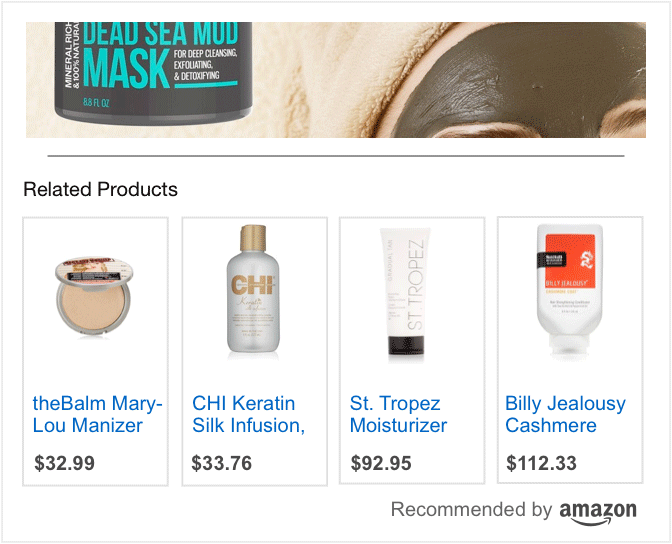 MINERAL RICH
& 100% NATURAL
DEAD SEA MUD
MASK
FOR DEEP CLEANSING,
EXFOLIATING,
& DETOXIFYING
8.8 FL OZ
Related Products
CHI
Keratin
ST. TROPEZ
BILLY JEALOUSY
theBalm Mary-
Lou Manizer
$32.99
CHI Keratin
Silk Infusion,
$33.76
St. Tropez
Moisturizer
$92.95
Billy Jealousy
Cashmere
$112.33
Recommended by amazon